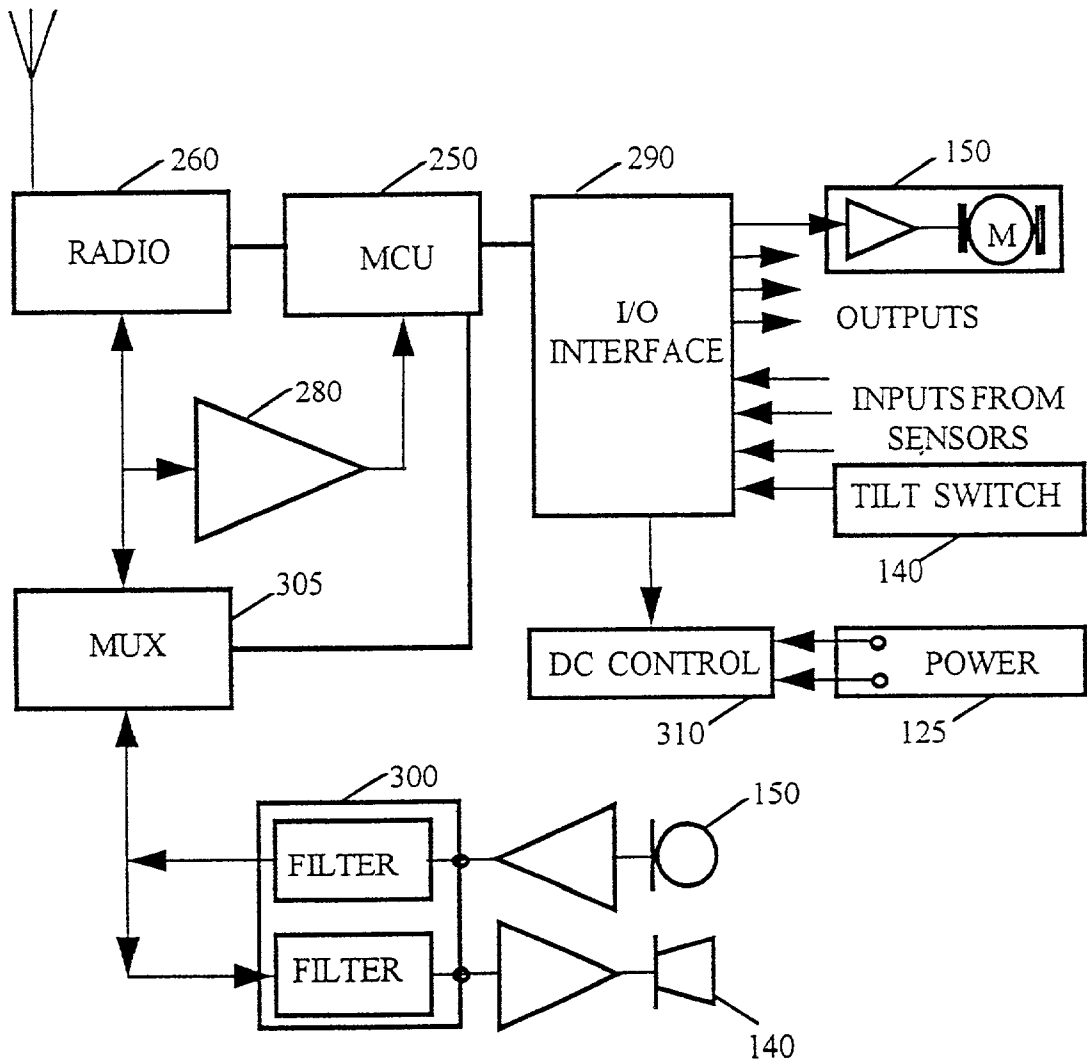 260
250
290
150
RADIO
MCU
I/O
INTERFACE
M
OUTPUTS
INPUTS FROM
SENSORS
TILT SWITCH
140
280
305
MUX
DC CONTROL
310
POWER
125
300
150
FILTER
FILTER
140